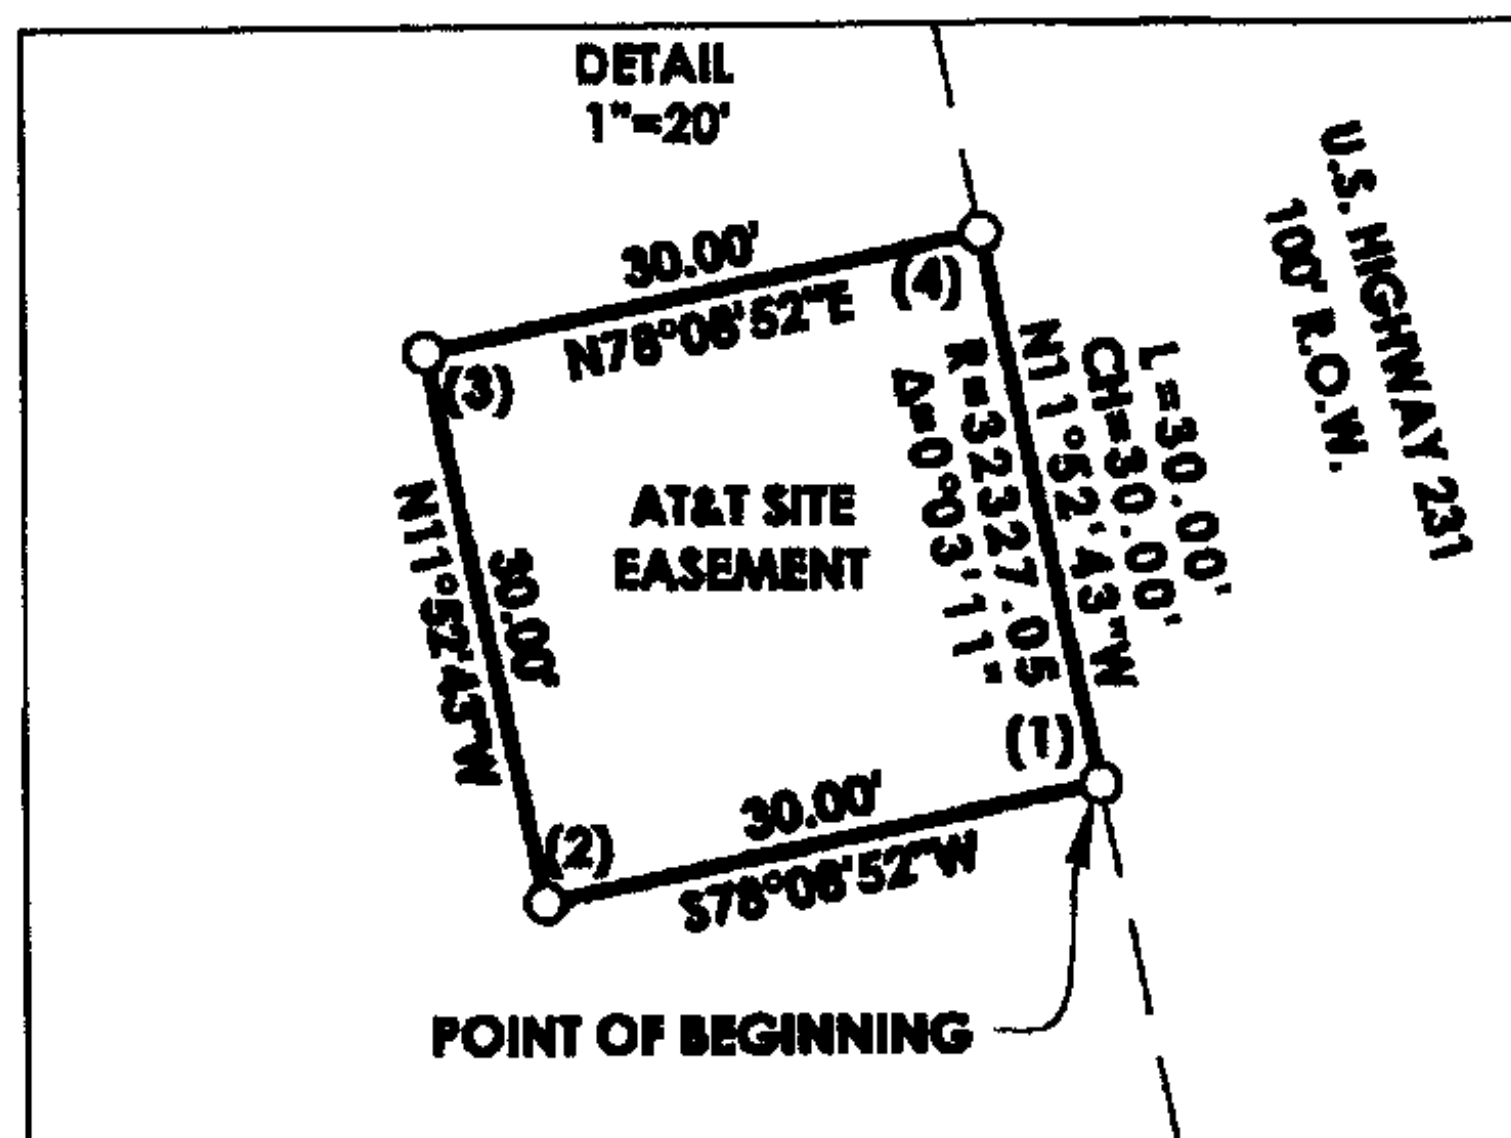 DETAIL
1"=20'
U.S. HIGHWAY 231
100' R.O.W.
30.00'
N78°08'52"E
(4)
(3)
L=30.00'
CH=30.00'
N11°52'43"W
R=32327.05
Δ=0°03'11"
AT&T SITE
EASEMENT
30.00'
N11°52'43"W
(1)
(2)
30.00'
S78°08'52"W
POINT OF BEGINNING